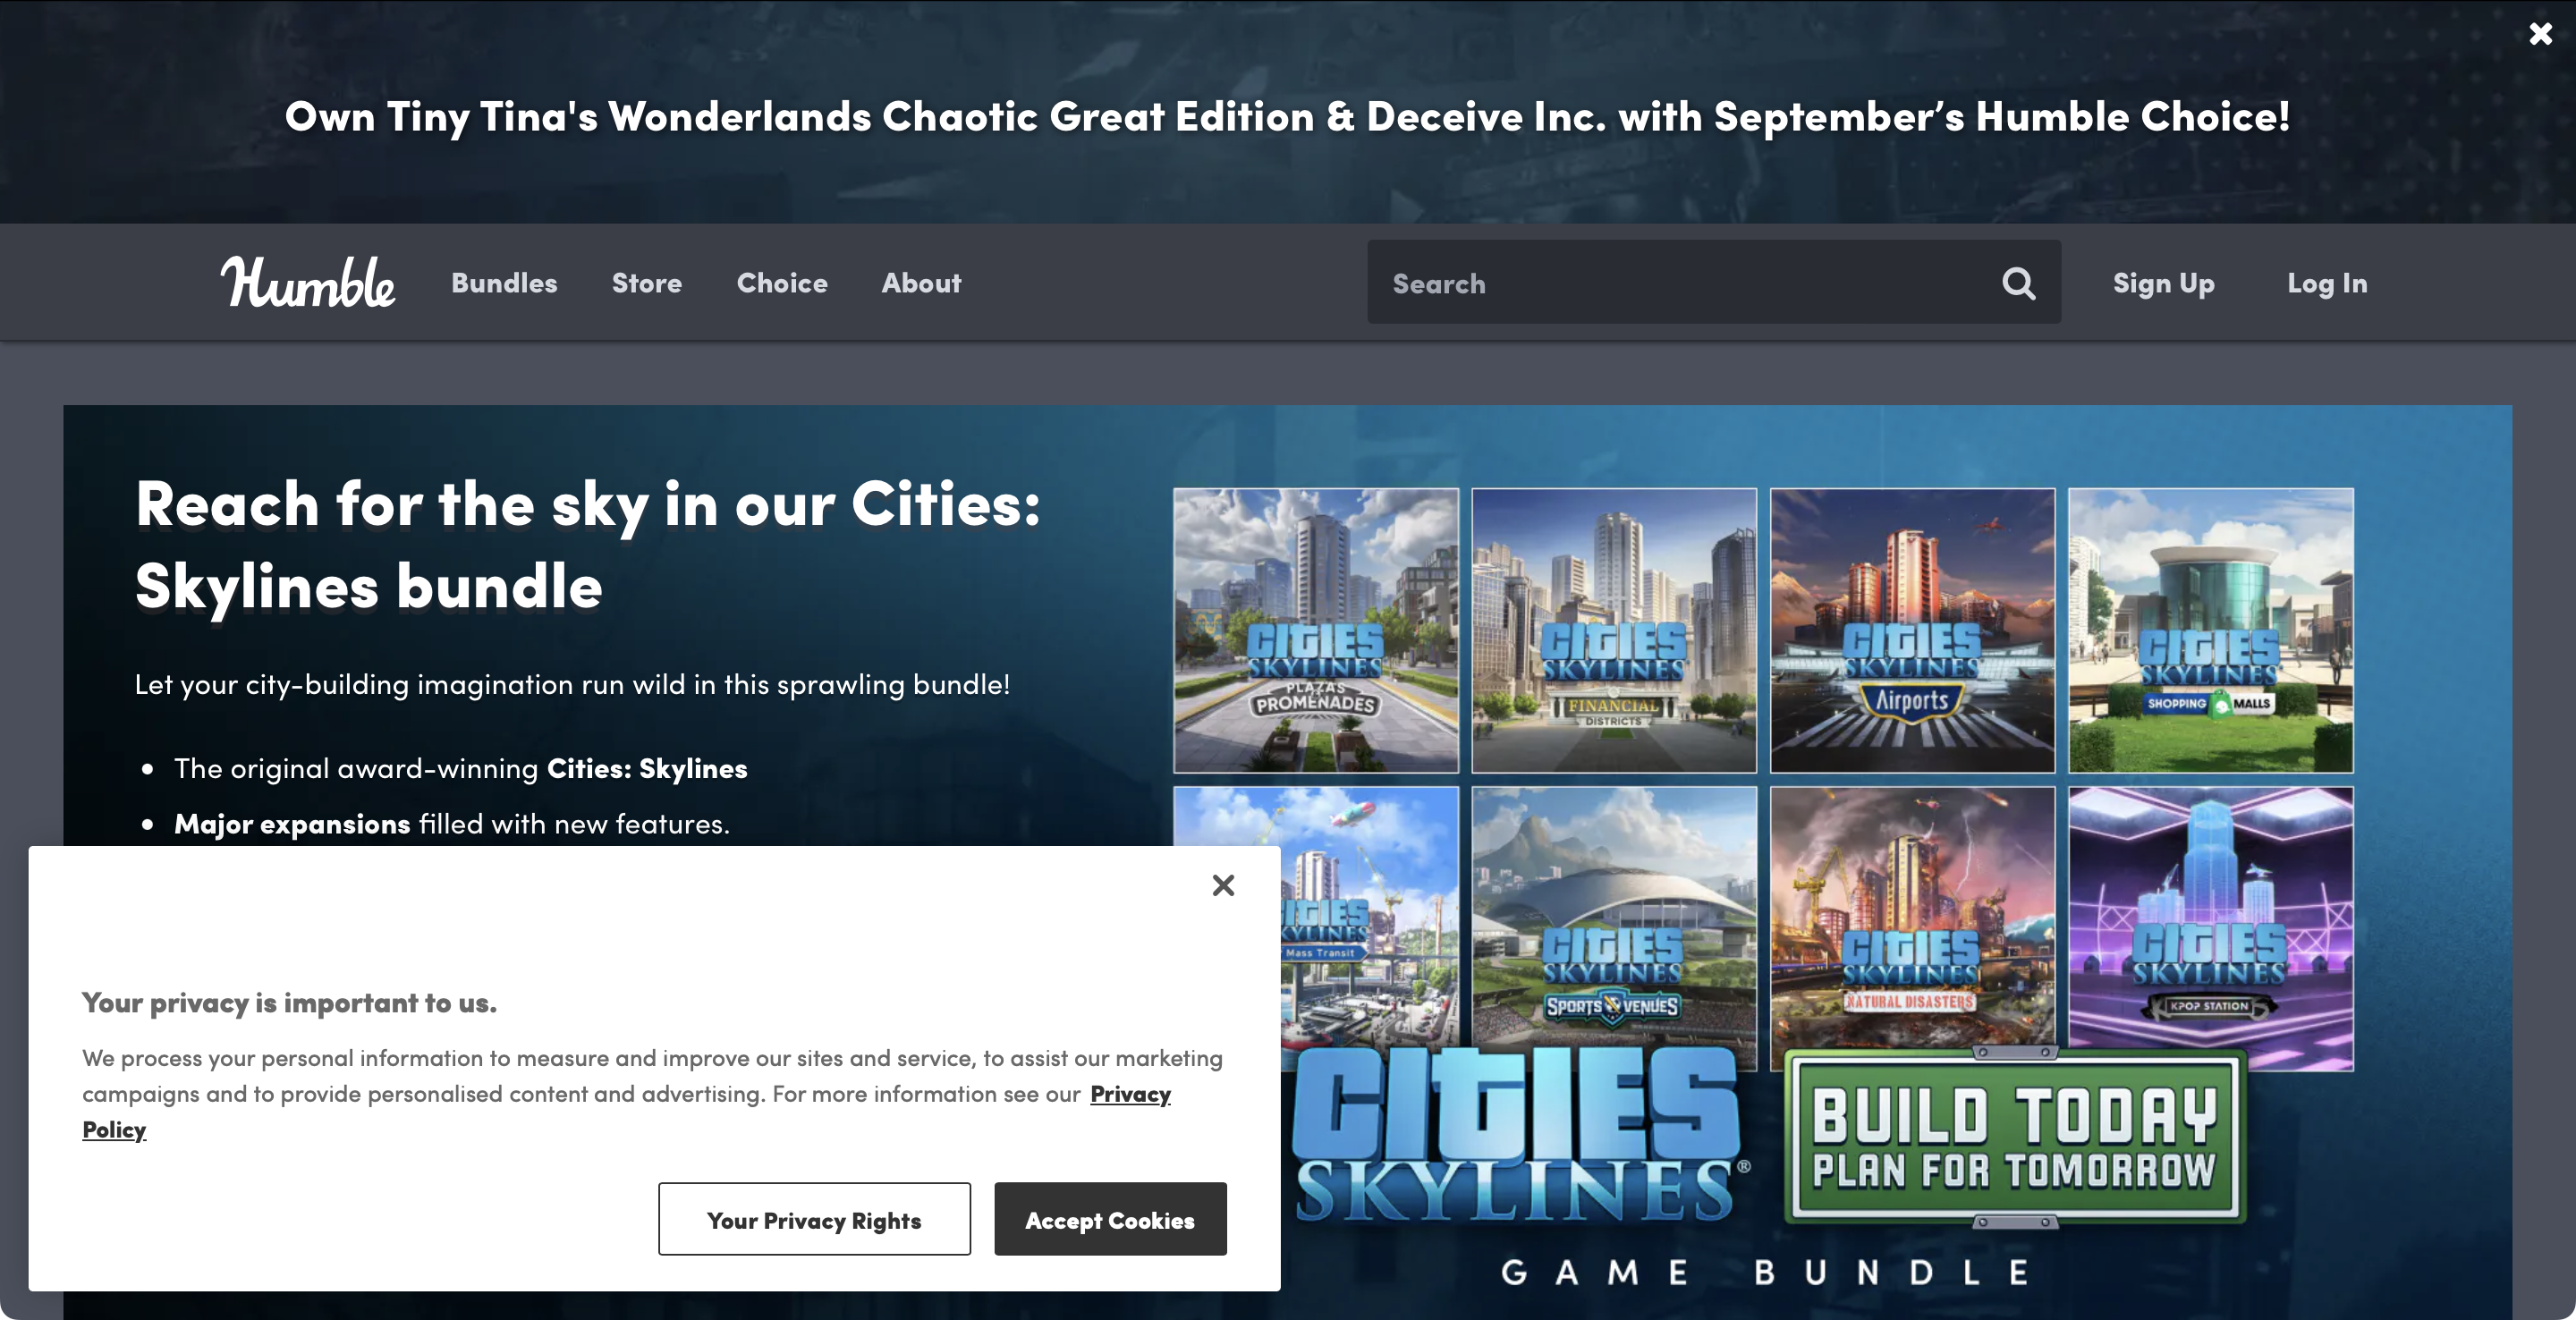 Own Tiny Tina's Wonderlands Chaotic Great Edition & Deceive Inc. with September’s Humble Choice!
Humble
Bundles
Store
Choice
About
Search
Sign Up
Log In
Reach for the sky in our Cities:
Skylines bundle
Let your city-building imagination run wild in this sprawling bundle!
• The original award-winning Cities: Skylines
• Major expansions filled with new features.
CITIES
SKYLINES
PLAZAS &
PROMENADES
CITIES
SKYLINES
FINANCIAL
DISTRICTS
CITIES
SKYLINES
Airports
CITIES
SKYLINES
SHOPPING MALLS
CITIES
SKYLINES
Mass Transit
CITIES
SKYLINES
SPORTS VENUES
CITIES
SKYLINES
NATURAL DISASTERS
CITIES
SKYLINES
KPOP STATION
Your privacy is important to us.
We process your personal information to measure and improve our sites and service, to assist our marketing
campaigns and to provide personalised content and advertising. For more information see our Privacy
Policy
Your Privacy Rights
Accept Cookies
CITIES
SKYLINES®
BUILD TODAY
PLAN FOR TOMORROW
GAME BUNDLE